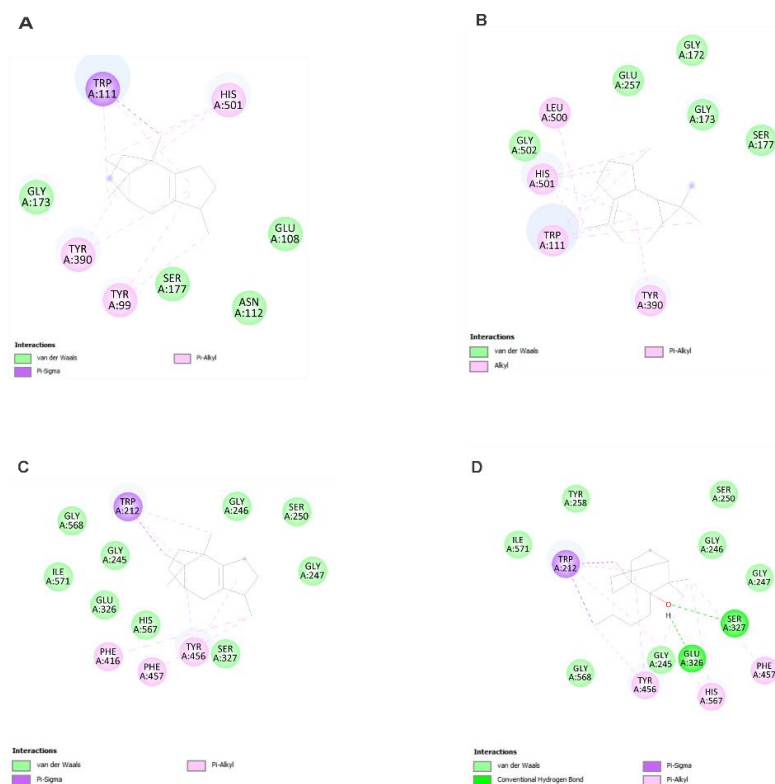 A
TRP
A:111
HIS
A:501
GLY
A:173
TYR
A:390
GLU
A:108
SER
A:177
TYR
A:99
ASN
A:112
Interactions
van der Waals
Pi-Sigma
Pi-Alkyl
B
GLY
A:172
GLU
A:257
LEU
A:500
GLY
A:173
SER
A:177
GLY
A:502
HIS
A:501
TRP
A:111
TYR
A:390
Interactions
van der Waals
Alkyl
Pi-Alkyl
C
TRP
A:212
GLY
A:246
SER
A:250
GLY
A:568
GLY
A:245
GLY
A:247
ILE
A:571
GLU
A:326
HIS
A:567
PHE
A:416
TYR
A:456
SER
A:327
PHE
A:457
Interactions
van der Waals
Pi-Sigma
Pi-Alkyl
D
TYR
A:258
SER
A:250
ILE
A:571
GLY
A:246
TRP
A:212
GLY
A:247
O
H
SER
A:327
GLY
A:568
GLY
A:245
GLU
A:326
PHE
A:457
TYR
A:456
HIS
A:567
Interactions
van der Waals
Conventional Hydrogen Bond
Pi-Sigma
Pi-Alkyl